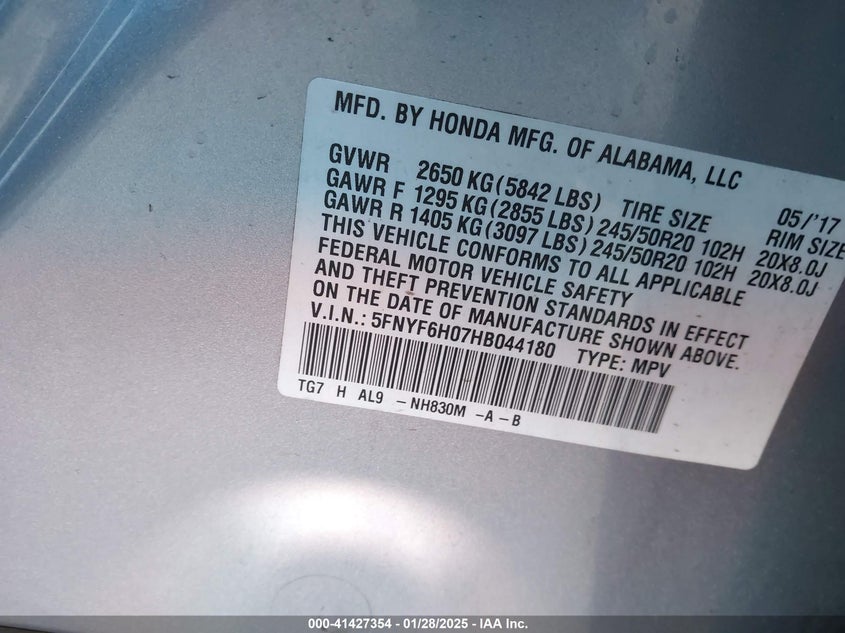 MFD. BY HONDA MFG. OF ALABAMA, LLC
05/'17
GVWR 2650 KG (5842 LBS) TIRE SIZE RIM SIZE
GAWR F 1295 KG (2855 LBS) 245/50R20 102H 20X8.0J
GAWR R 1405 KG (3097 LBS) 245/50R20 102H 20X8.0J
THIS VEHICLE CONFORMS TO ALL APPLICABLE
FEDERAL MOTOR VEHICLE SAFETY
AND THEFT PREVENTION STANDARDS IN EFFECT
ON THE DATE OF MANUFACTURE SHOWN ABOVE.
V.I.N.: 5FNYF6H07HB044180 TYPE: MPV
TG7 H AL9 - NH830M - A - B
000-41427354 - 01/28/2025 - IAA Inc.